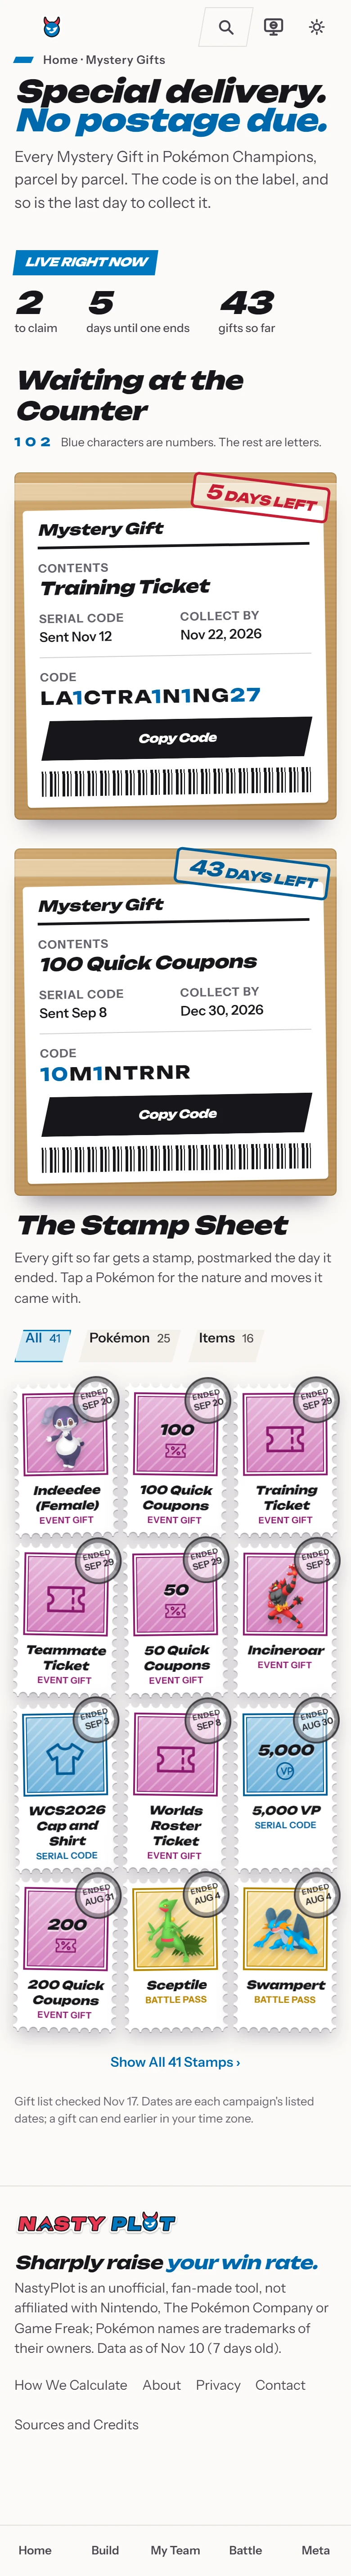 Home · Mystery Gifts
Special delivery.
No postage due.
Every Mystery Gift in Pokémon Champions,
parcel by parcel. The code is on the label, and
so is the last day to collect it.
LIVE RIGHT NOW
2 5 43
to claim days until one ends gifts so far
Waiting at the
Counter
1 0 2 Blue characters are numbers. The rest are letters.
5 DAYS LEFT
Mystery Gift
CONTENTS
Training Ticket
SERIAL CODE COLLECT BY
Sent Nov 12 Nov 22, 2026
CODE
LA1CTRA1N1NG27
Copy Code
43 DAYS LEFT
Mystery Gift
CONTENTS
100 Quick Coupons
SERIAL CODE COLLECT BY
Sent Sep 8 Dec 30, 2026
CODE
10M1NTRNR
Copy Code
The Stamp Sheet
Every gift so far gets a stamp, postmarked the day it
ended. Tap a Pokémon for the nature and moves it
came with.
All 41 Pokémon 25 Items 16
ENDED SEP 20
Indeedee
(Female)
EVENT GIFT
ENDED SEP 20
100
100 Quick
Coupons
EVENT GIFT
ENDED SEP 29
Training
Ticket
EVENT GIFT
ENDED SEP 29
Teammate
Ticket
EVENT GIFT
ENDED SEP 29
50
50 Quick
Coupons
EVENT GIFT
ENDED SEP 3
Incineroar
EVENT GIFT
ENDED SEP 3
WCS2026
Cap and
Shirt
SERIAL CODE
ENDED SEP 8
Worlds
Roster
Ticket
EVENT GIFT
ENDED AUG 30
5,000
VP
5,000 VP
SERIAL CODE
ENDED AUG 31
200
200 Quick
Coupons
EVENT GIFT
ENDED AUG 4
Sceptile
BATTLE PASS
ENDED AUG 4
Swampert
BATTLE PASS
Show All 41 Stamps ›
Gift list checked Nov 17. Dates are each campaign's listed
dates; a gift can end earlier in your time zone.
NASTY PLOT
Sharply raise your win rate.
NastyPlot is an unofficial, fan-made tool, not
affiliated with Nintendo, The Pokémon Company or
Game Freak; Pokémon names are trademarks of
their owners. Data as of Nov 10 (7 days old).
How We Calculate About Privacy Contact
Sources and Credits
Home Build My Team Battle Meta